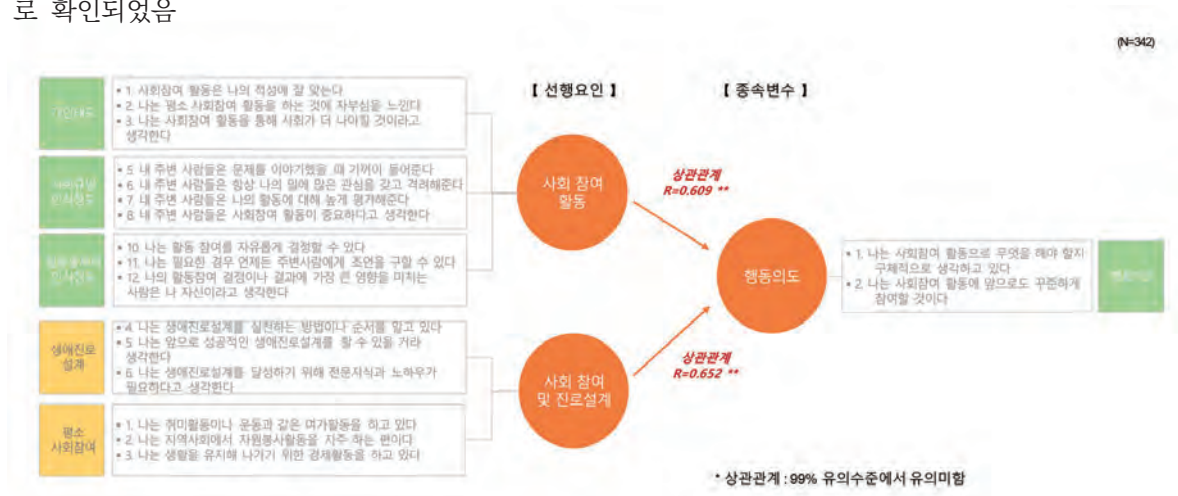 로 확인되었음
(N=342)
【 선행요인 】
【 종속변수 】
• 1. 사회참여 활동은 나의 적성에 잘 맞는다
• 2. 나는 평소 사회참여 활동을 하는 것에 자부심을 느낀다
• 3. 나는 사회참여 활동을 통해 사회가 더 나아질 것이라고
생각한다
• 5. 내 주변 사람들은 문제를 이야기했을 때 기꺼이 들어준다
• 6. 내 주변 사람들은 항상 나의 일에 많은 관심을 갖고 격려해준다
• 7. 내 주변 사람들은 나의 활동에 대해 높게 평가해준다
• 8. 내 주변 사람들은 사회참여 활동이 중요하다고 생각한다
• 10. 나는 활동 참여를 자유롭게 결정할 수 있다
• 11. 나는 필요한 경우 언제든 주변사람에게 조언을 구할 수 있다
• 12. 나의 활동참여 결정이나 결과에 가장 큰 영향을 미치는
사람은 나 자신이라고 생각한다
생애진로
설계
• 4. 나는 생애진로설계를 실천하는 방법이나 순서를 알고 있다
• 5. 나는 앞으로 성공적인 생애진로설계를 할 수 있을 거라
생각한다
• 6. 나는 생애진로설계를 달성하기 위해 전문지식과 노하우가
필요하다고 생각한다
평소
사회참여
• 1. 나는 취미활동이나 운동과 같은 여가활동을 하고 있다
• 2. 나는 지역사회에서 자원봉사활동을 자주 하는 편이다
• 3. 나는 생활을 유지해 나가기 위한 경제활동을 하고 있다
사회 참여
활동
사회 참여
및 진로설계
상관관계
R=0.609 **
상관관계
R=0.652 **
행동의도
• 1. 나는 사회참여 활동으로 무엇을 해야 할지
구체적으로 생각하고 있다
• 2. 나는 사회참여 활동에 앞으로도 꾸준하게
참여할 것이다
* 상관관계 : 99% 유의수준에서 유의미함